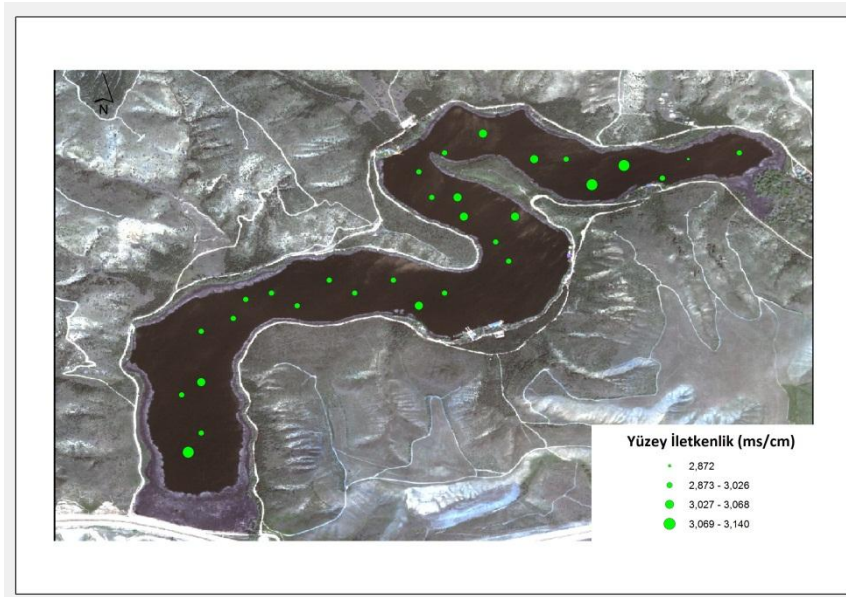 N
Yüzey İletkenlik (ms/cm)
2,872
2,873 - 3,026
3,027 - 3,068
3,069 - 3,140